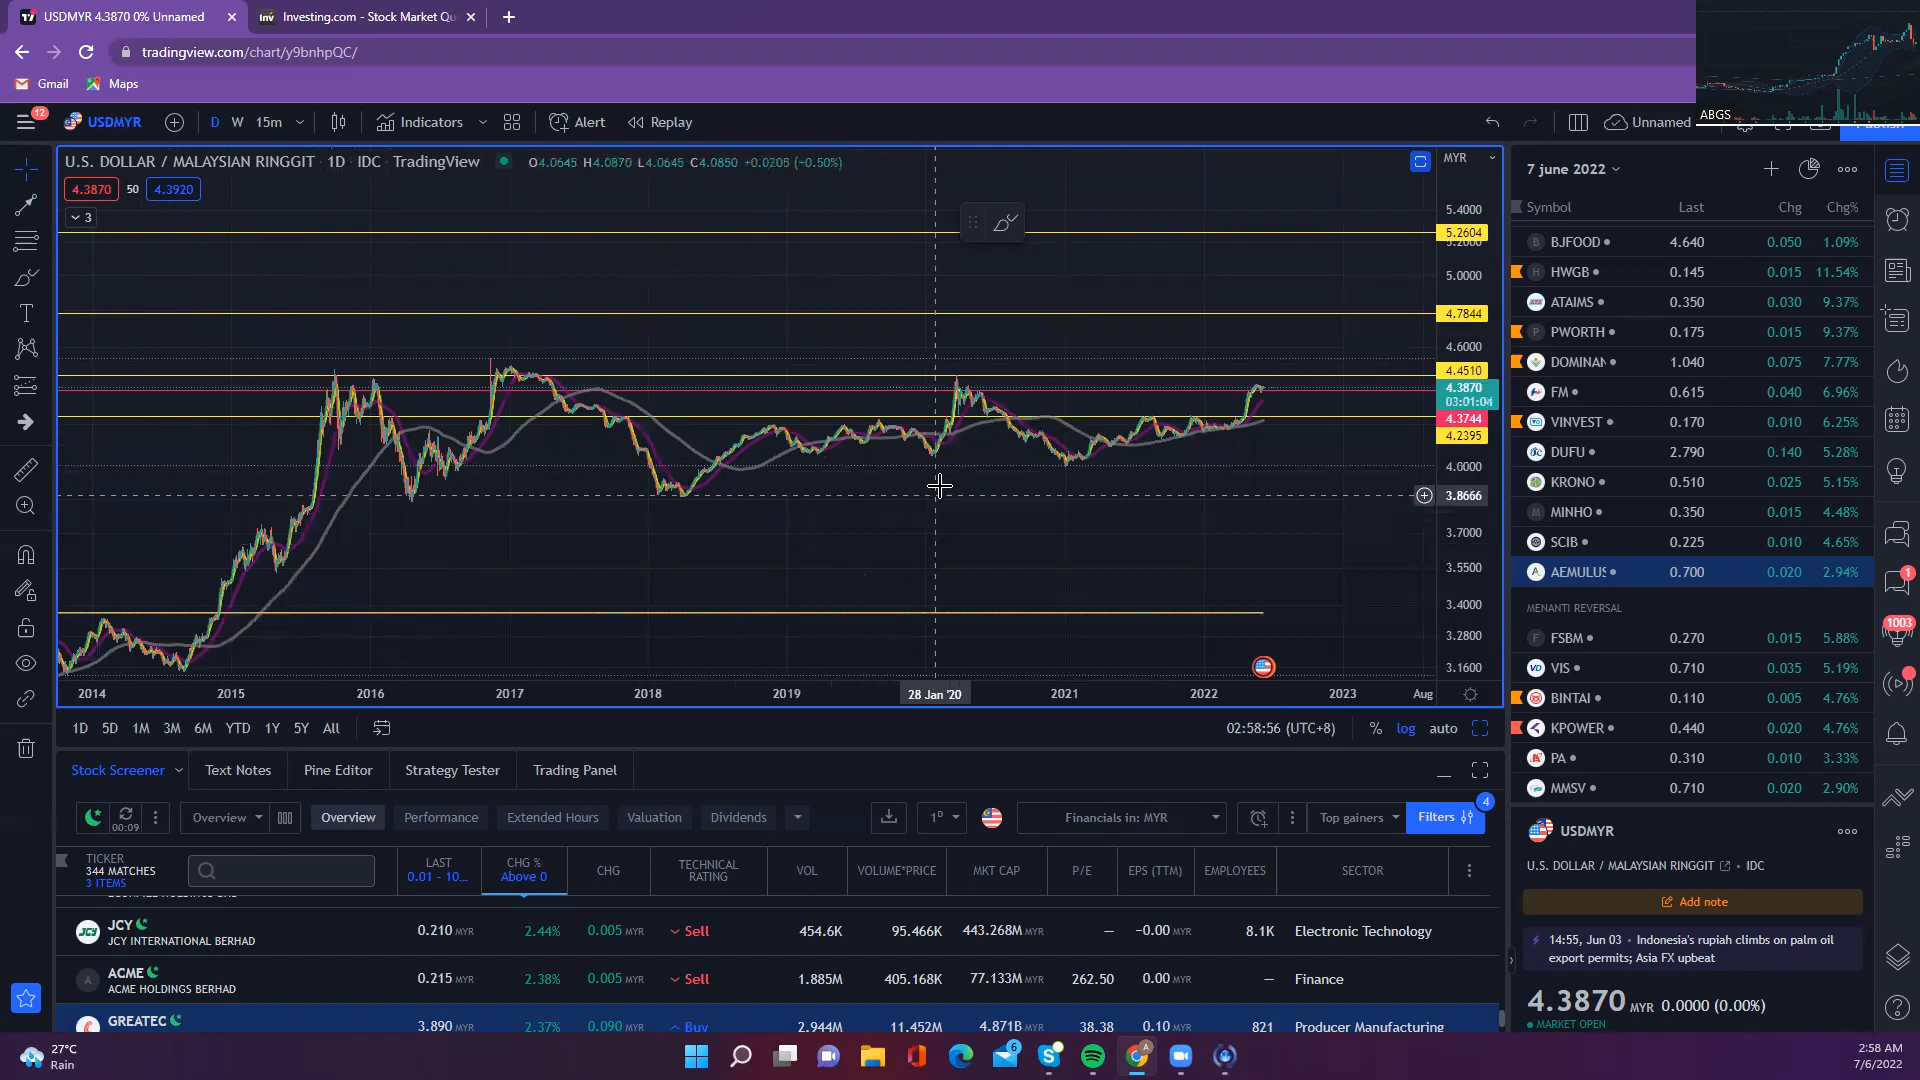 USDMYR 4.3870 0% Unnamed
Investing.com - Stock Market Qu
tradingview.com/chart/y9bnhpQC/
Gmail
Maps
ABGS
12
USDMYR
D
W
15m
Indicators
Alert
Replay
Unnamed
U.S. DOLLAR / MALAYSIAN RINGGIT · 1D · IDC · TradingView
O4.0645 H4.0870 L4.0645 C4.0850 +0.0205 (+0.50%)
MYR
4.3870
50
4.3920
3
5.4000
5.2604
5.2000
5.0000
4.7844
4.6000
4.4510
4.3870
03:01:04
4.3744
4.2395
4.0000
3.8666
3.7000
3.5500
3.4000
3.2800
3.1600
2014
2015
2016
2017
2018
2019
28 Jan '20
2021
2022
2023
Aug
1D
5D
1M
3M
6M
YTD
1Y
5Y
All
02:58:56 (UTC+8)
%
log
auto
7 june 2022
Symbol
Last
Chg
Chg%
BJFOOD 4.640 0.050 1.09%
HWGB 0.145 0.015 11.54%
ATAIMS 0.350 0.030 9.37%
PWORTH 0.175 0.015 9.37%
DOMINAN 1.040 0.075 7.77%
FM 0.615 0.040 6.96%
VINVEST 0.170 0.010 6.25%
DUFU 2.790 0.140 5.28%
KRONO 0.510 0.025 5.15%
MINHO 0.350 0.015 4.48%
SCIB 0.225 0.010 4.65%
AEMULUS 0.700 0.020 2.94%
MENANTI REVERSAL
FSBM 0.270 0.015 5.88%
VIS 0.710 0.035 5.19%
BINTAI 0.110 0.005 4.76%
KPOWER 0.440 0.020 4.76%
PA 0.310 0.010 3.33%
MMSV 0.710 0.020 2.90%
1
1003
USDMYR
U.S. DOLLAR / MALAYSIAN RINGGIT · IDC
Add note
14:55, Jun 03 · Indonesia's rupiah climbs on palm oil
export permits; Asia FX upbeat
4.3870 MYR 0.0000 (0.00%)
MARKET OPEN
Stock Screener
Text Notes
Pine Editor
Strategy Tester
Trading Panel
00:09
Overview
Overview
Performance
Extended Hours
Valuation
Dividends
1D
Financials in: MYR
Top gainers
Filters
4
TICKER
344 MATCHES
3 ITEMS
LAST
0.01 - 10...
CHG %
Above 0
CHG
TECHNICAL
RATING
VOL
VOLUME*PRICE
MKT CAP
P/E
EPS (TTM)
EMPLOYEES
SECTOR
JCY
JCY INTERNATIONAL BERHAD
0.210 MYR 2.44% 0.005 MYR Sell 454.6K 95.466K 443.268M MYR — −0.00 MYR 8.1K Electronic Technology
ACME
ACME HOLDINGS BERHAD
0.215 MYR 2.38% 0.005 MYR Sell 1.885M 405.168K 77.133M MYR 262.50 0.00 MYR — Finance
GREATEC
3.890 MYR 2.37% 0.090 MYR Buy 2.944M 11.452M 4.871B MYR 38.38 0.10 MYR 821 Producer Manufacturing
27°C
Rain
6
2:58 AM
7/6/2022